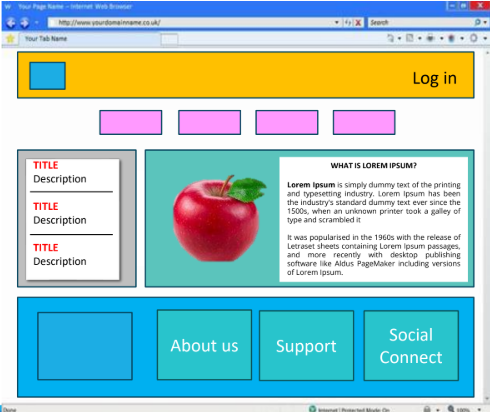 Your Page Name – Internet Web Browser
http://www.yourdomainname.co.uk/
Search
Your Tab Name
Log in
TITLE
Description
TITLE
Description
TITLE
Description
WHAT IS LOREM IPSUM?
Lorem Ipsum is simply dummy text of the printing
and typesetting industry. Lorem Ipsum has been
the industry's standard dummy text ever since the
1500s, when an unknown printer took a galley of
type and scrambled it
It was popularised in the 1960s with the release of
Letraset sheets containing Lorem Ipsum passages,
and more recently with desktop publishing
software like Aldus PageMaker including versions
of Lorem Ipsum.
About us
Support
Social
Connect
Done
Internet | Protected Mode: On
100%